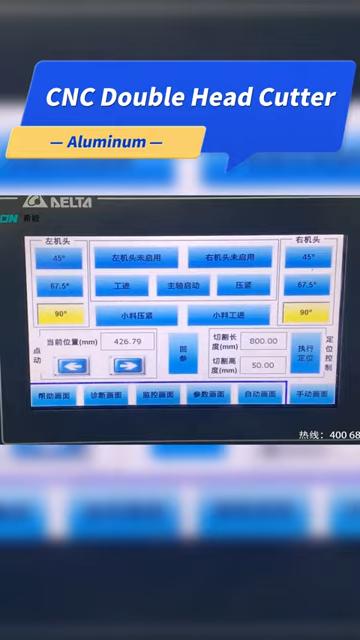 CNC Double Head Cutter
— Aluminum —
DELTA
左机头
右机头
45°
左机头未启用
右机头未启用
45°
67.5°
工进
主轴启动
压紧
67.5°
90°
小料压紧
小料工进
90°
点动
当前位置(mm)
426.79
回参
切割长度(mm)
800.00
切割高(mm)
50.00
执行定位
定位控制
帮助画面
诊断画面
监控画面
参数画面
自动画面
手动画面
热线：400 68